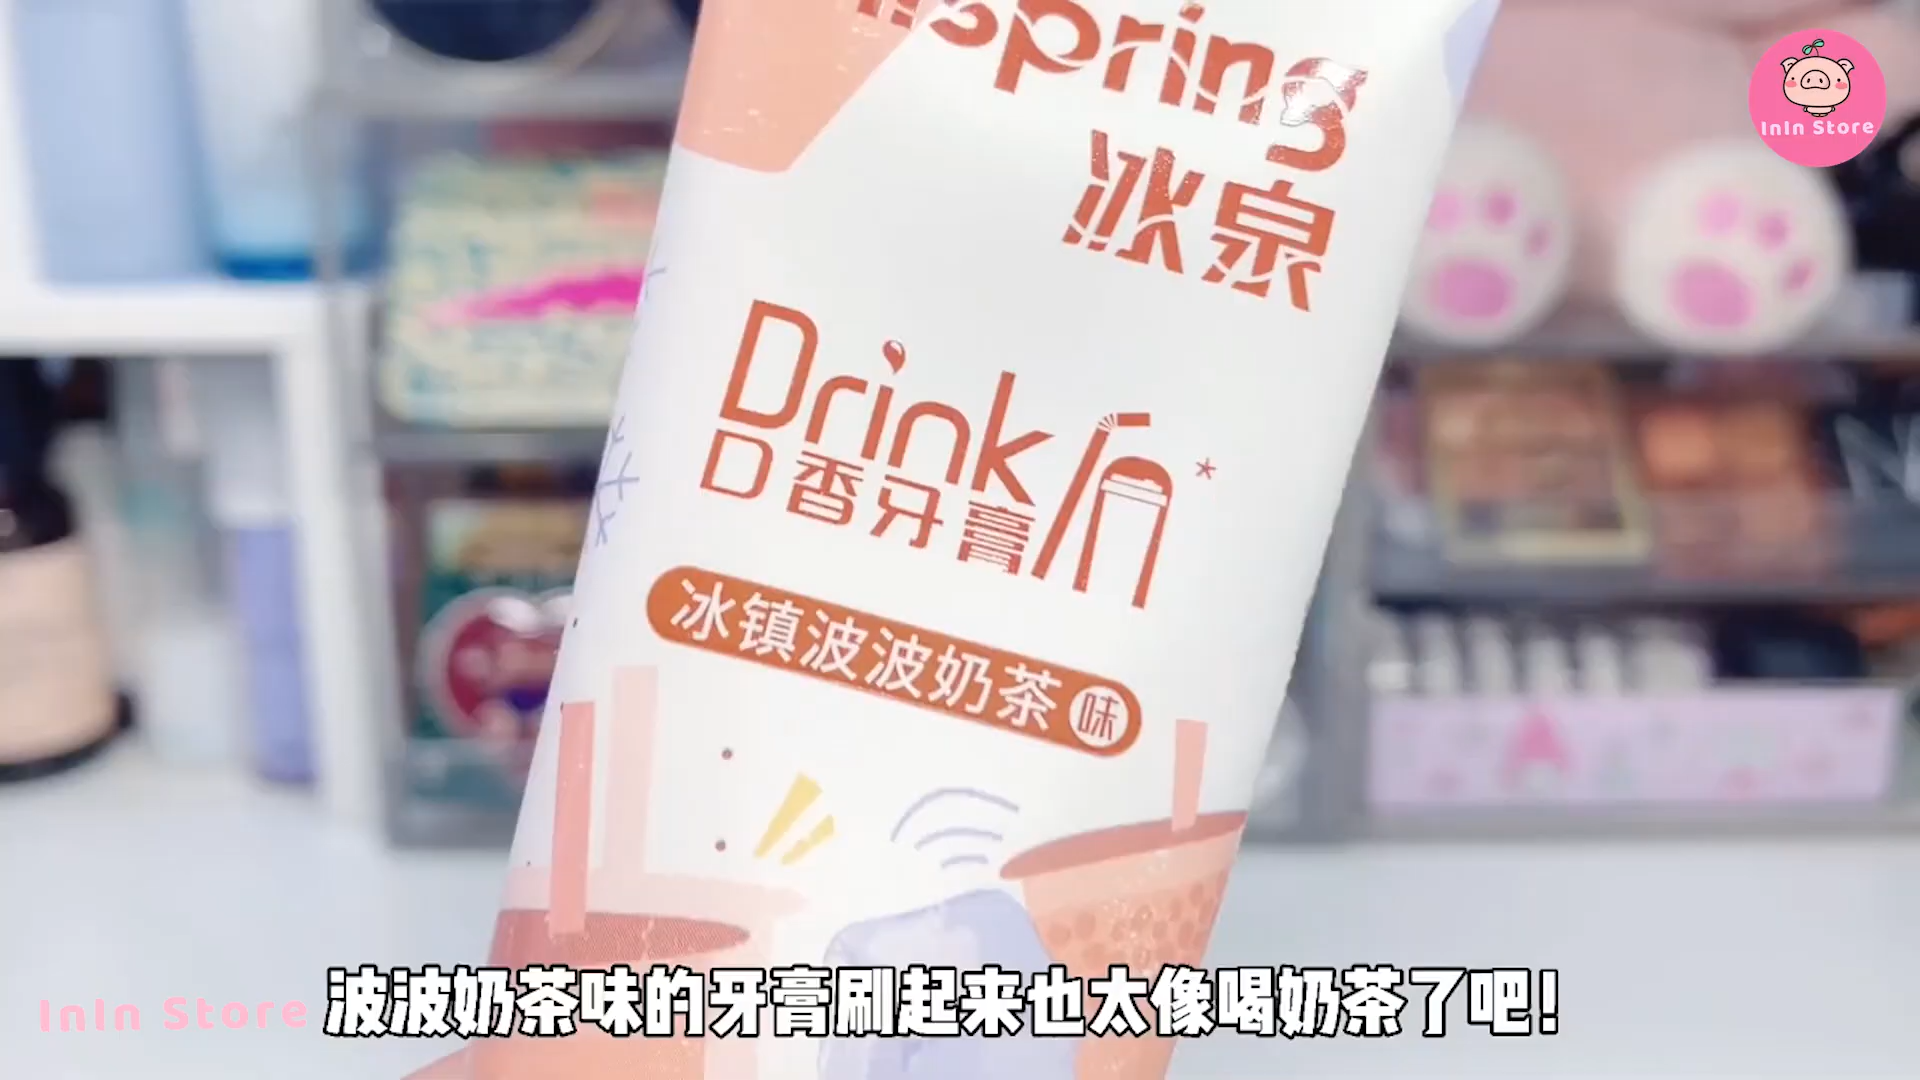 InIn Store
spring
冰泉
Drink
口香牙膏
*
冰镇波波奶茶味
InIn Store
波波奶茶味的牙膏刷起来也太像喝奶茶了吧！